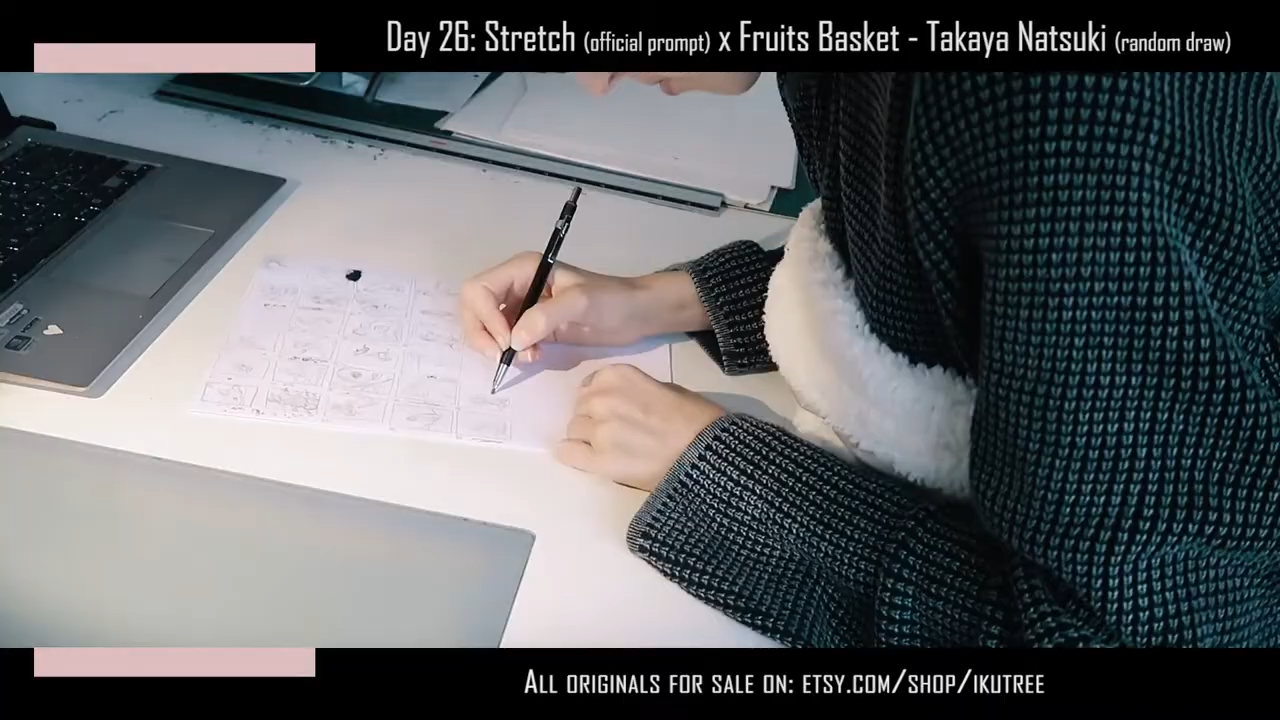 Day 26: Stretch (official prompt) x Fruits Basket - Takaya Natsuki (random draw)
All originals for sale on: etsy.com/shop/ikutree